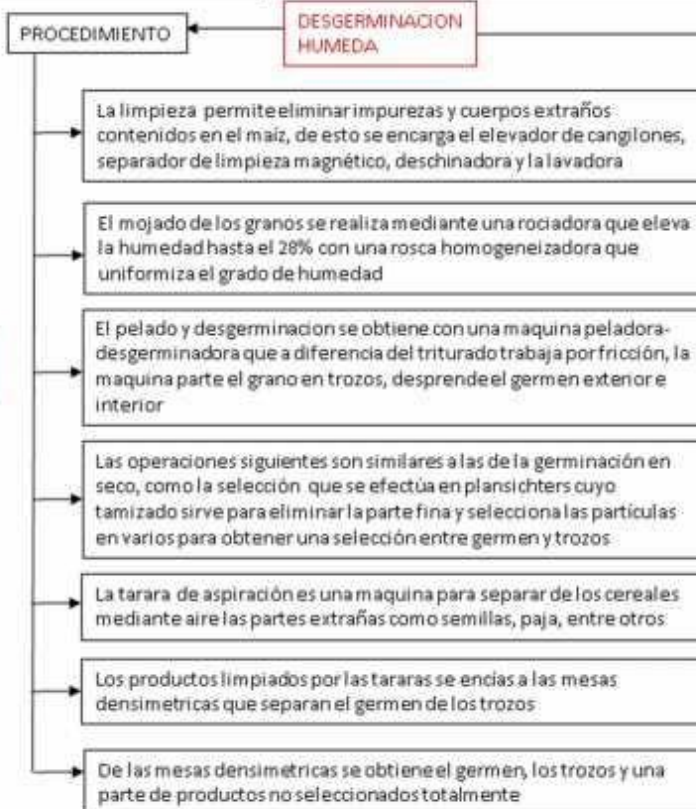 DESGERMINACION
HUMEDA
PROCEDIMIENTO
La limpieza permite eliminar impurezas y cuerpos extraños
contenidos en el maíz, de esto se encarga el elevador de cangilones,
separador de limpieza magnético, deschinadora y la lavadora
El mojado de los granos se realiza mediante una rociadora que eleva
la humedad hasta el 28% con una rosca homogeneizadora que
uniformiza el grado de humedad
El pelado y desgerminacion se obtiene con una maquina peladora-
desgerminadora que a diferencia del triturado trabaja por fricción, la
maquina parte el grano en trozos, desprende el germen exterior e
interior
Las operaciones siguientes son similares a las de la germinación en
seco, como la selección que se efectúa en plansichters cuyo
tamizado sirve para eliminar la parte fina y selecciona las partículas
en varios para obtener una selección entre germen y trozos
La tarara de aspiración es una maquina para separar de los cereales
mediante aire las partes extrañas como semillas, paja, entre otros
Los productos limpiados por las tararas se encías a las mesas
densimetricas que separan el germen de los trozos
De las mesas densimetricas se obtiene el germen, los trozos y una
parte de productos no seleccionados totalmente